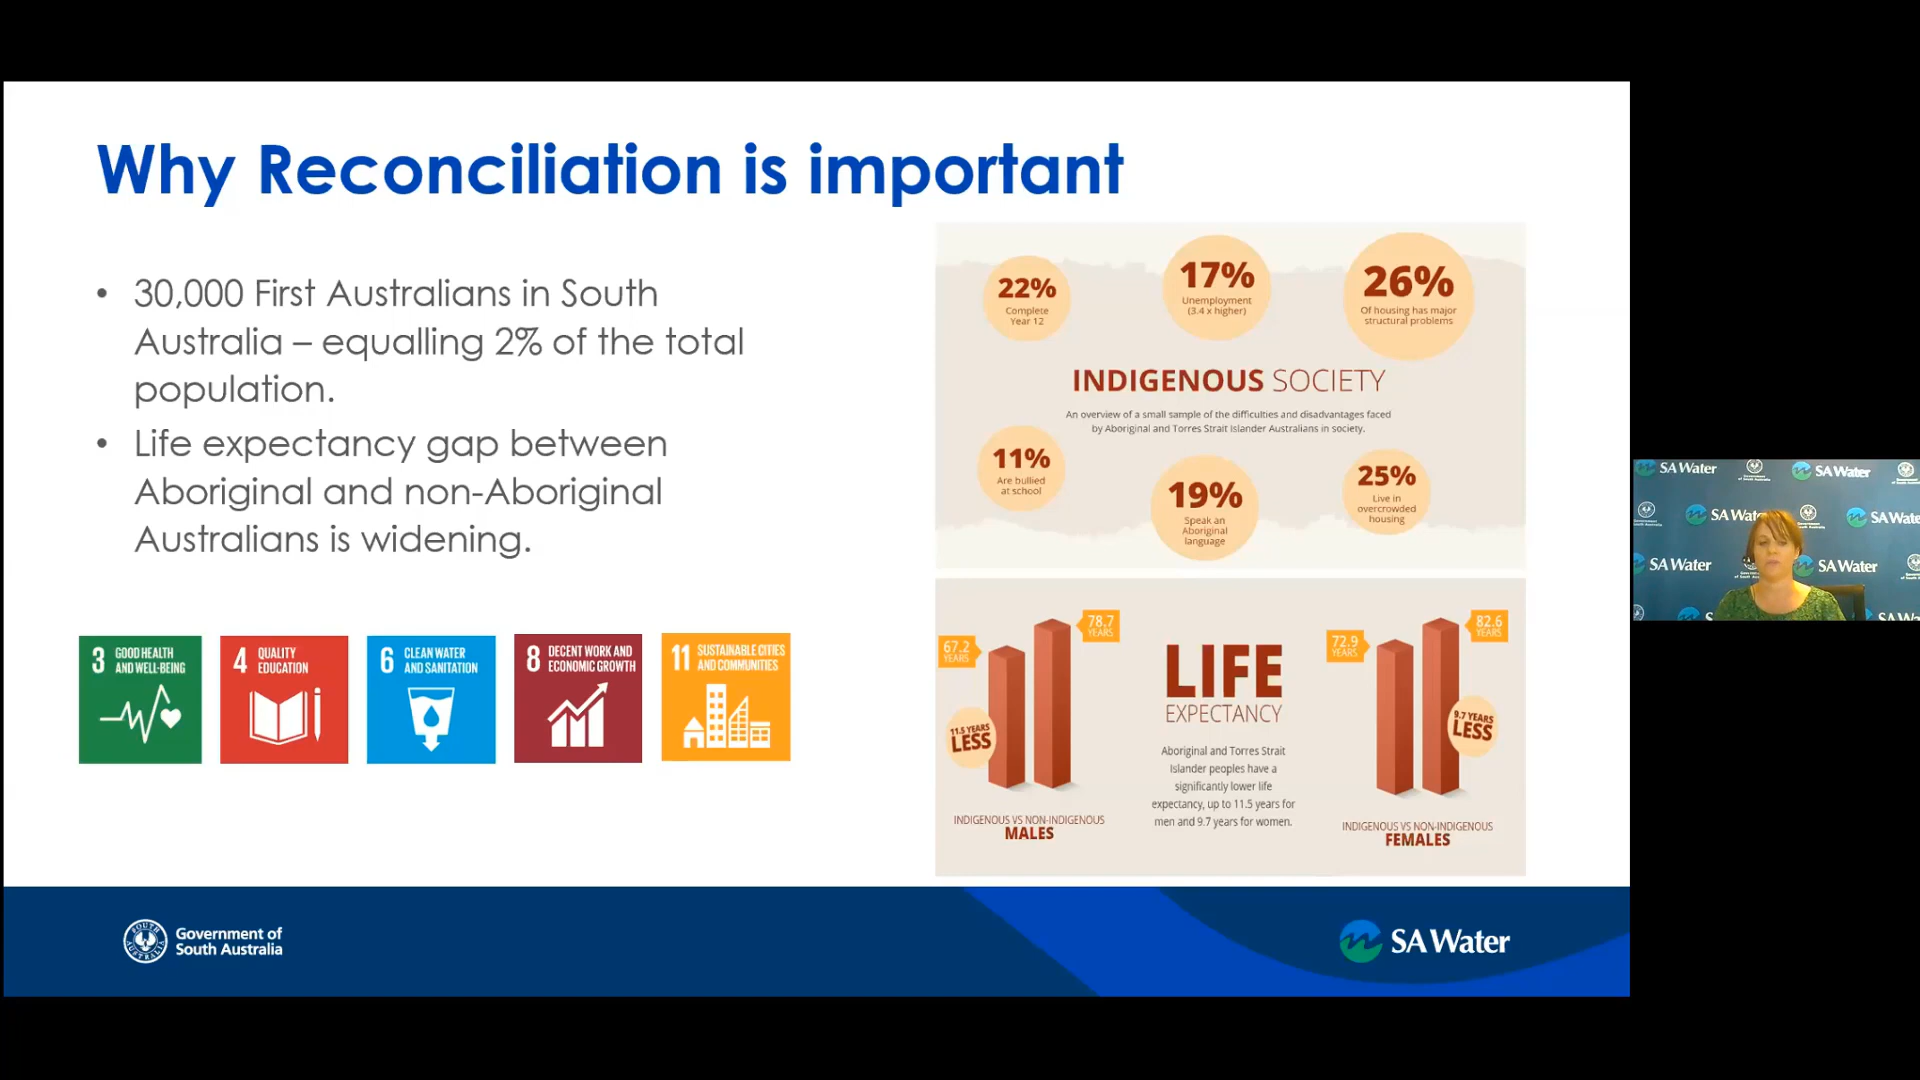 Why Reconciliation is important
• 30,000 First Australians in South
Australia – equalling 2% of the total
population.
• Life expectancy gap between
Aboriginal and non-Aboriginal
Australians is widening.
3 GOOD HEALTH
AND WELL-BEING
4 QUALITY
EDUCATION
6 CLEAN WATER
AND SANITATION
8 DECENT WORK AND
ECONOMIC GROWTH
11 SUSTAINABLE CITIES
AND COMMUNITIES
22%
Complete
Year 12
17%
Unemployment
(3.4 x higher)
26%
Of housing has major
structural problems
INDIGENOUS SOCIETY
An overview of a small sample of the difficulties and disadvantages faced
by Aboriginal and Torres Strait Islander Australians in society.
11%
Are bullied
at school
19%
Speak an
Aboriginal
language
25%
Live in
overcrowded
housing
67.2
YEARS
78.7
YEARS
11.5 YEARS
LESS
INDIGENOUS VS NON-INDIGENOUS
MALES
LIFE
EXPECTANCY
Aboriginal and Torres Strait
Islander peoples have a
significantly lower life
expectancy, up to 11.5 years for
men and 9.7 years for women.
72.9
YEARS
82.6
YEARS
9.7 YEARS
LESS
INDIGENOUS VS NON-INDIGENOUS
FEMALES
Government of
South Australia
SA Water
SA Water
SA Water
SA Water
SA Water
SA Water